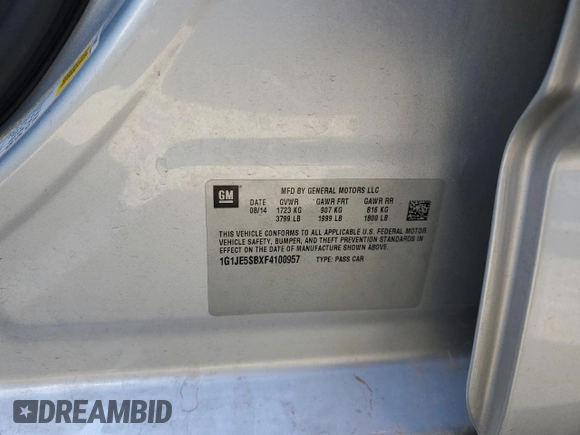 GM
MFD BY GENERAL MOTORS LLC
DATE GVWR GAWR FRT GAWR RR
08/14 1723 KG 907 KG 816 KG
3799 LB 1999 LB 1800 LB
THIS VEHICLE CONFORMS TO ALL APPLICABLE U.S. FEDERAL MOTOR
VEHICLE SAFETY, BUMPER, AND THEFT PREVENTION STANDARDS IN
EFFECT ON THE DATE OF MANUFACTURE SHOWN ABOVE.
1G1JE5SBXF4100957 TYPE: PASS CAR
DREAMBID